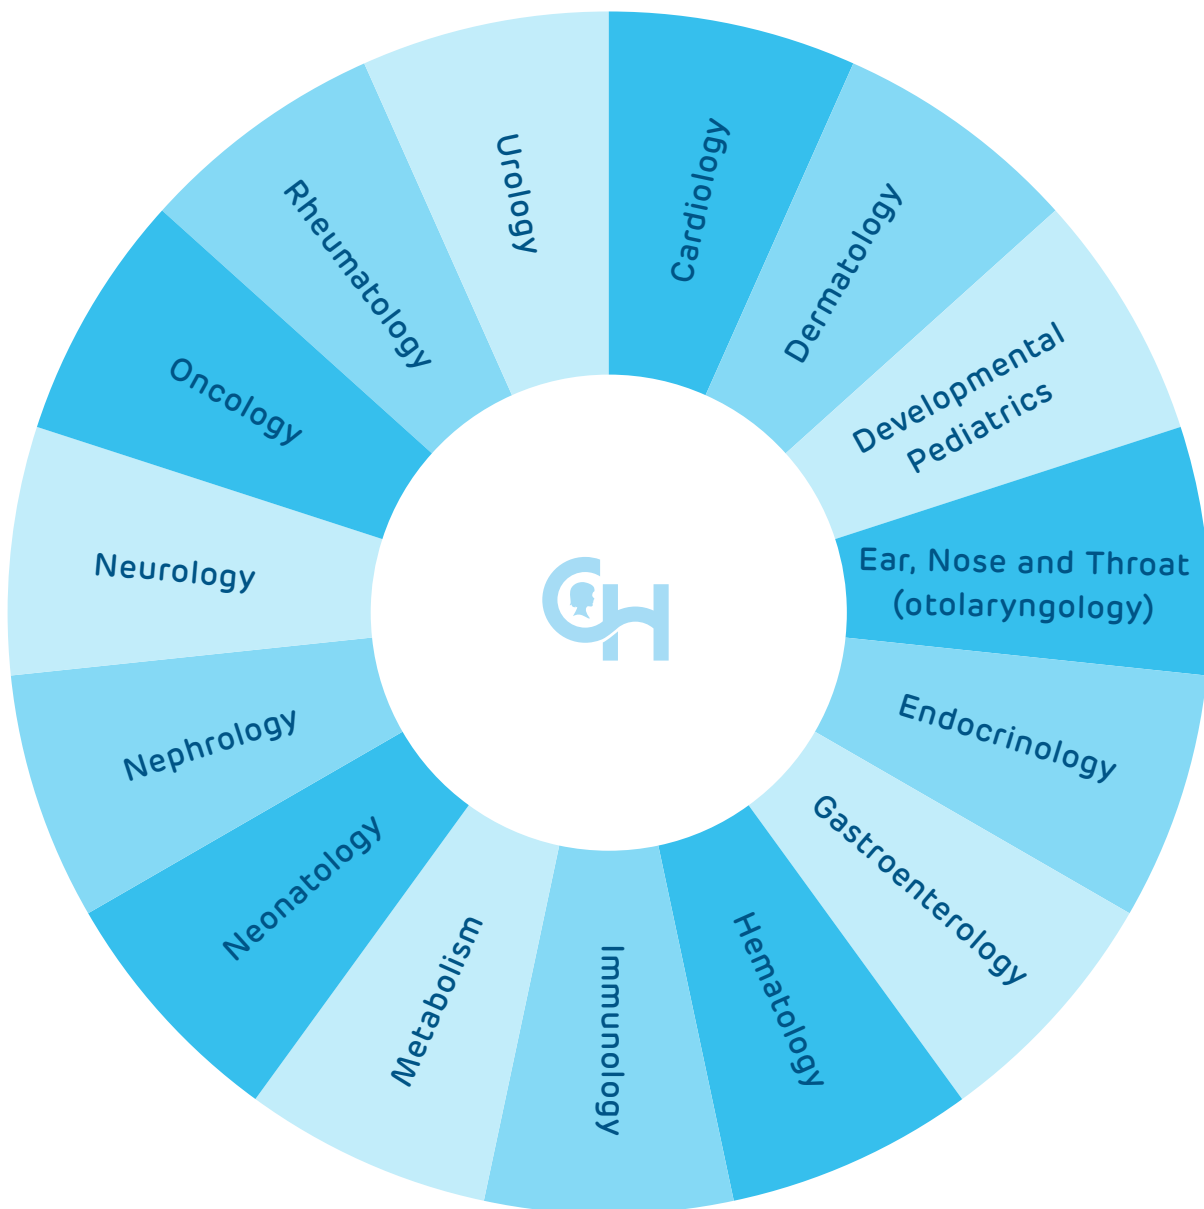 Cardiology
Dermatology
Developmental
Pediatrics
Ear, Nose and Throat
(otolaryngology)
Endocrinology
Gastroenterology
Hematology
Immunology
Metabolism
Neonatology
Nephrology
Neurology
Oncology
Rheumatology
Urology
CH